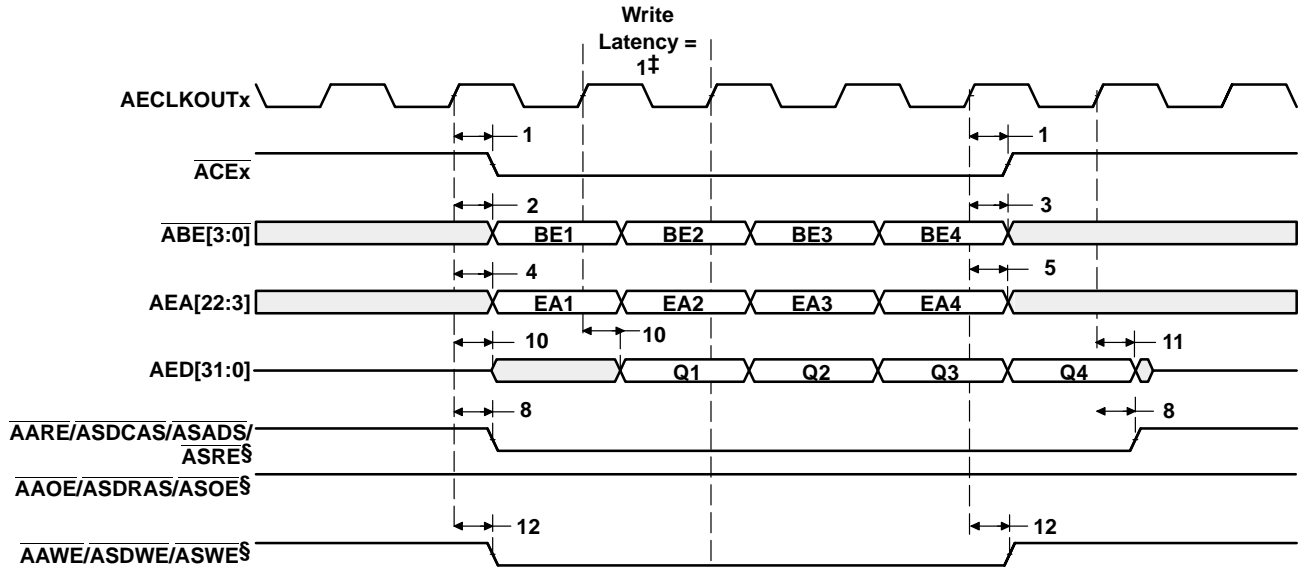 Write
Latency =
1‡
AECLKOUTx
1 1
ACEx
2 3
ABE[3:0] BE1 BE2 BE3 BE4
4 5
AEA[22:3] EA1 EA2 EA3 EA4
10 10 11
AED[31:0] Q1 Q2 Q3 Q4
8 8
AARE/ASDCAS/ASADS/
ASRE§
AAOE/ASDRAS/ASOE§
12 12
AAWE/ASDWE/ASWE§